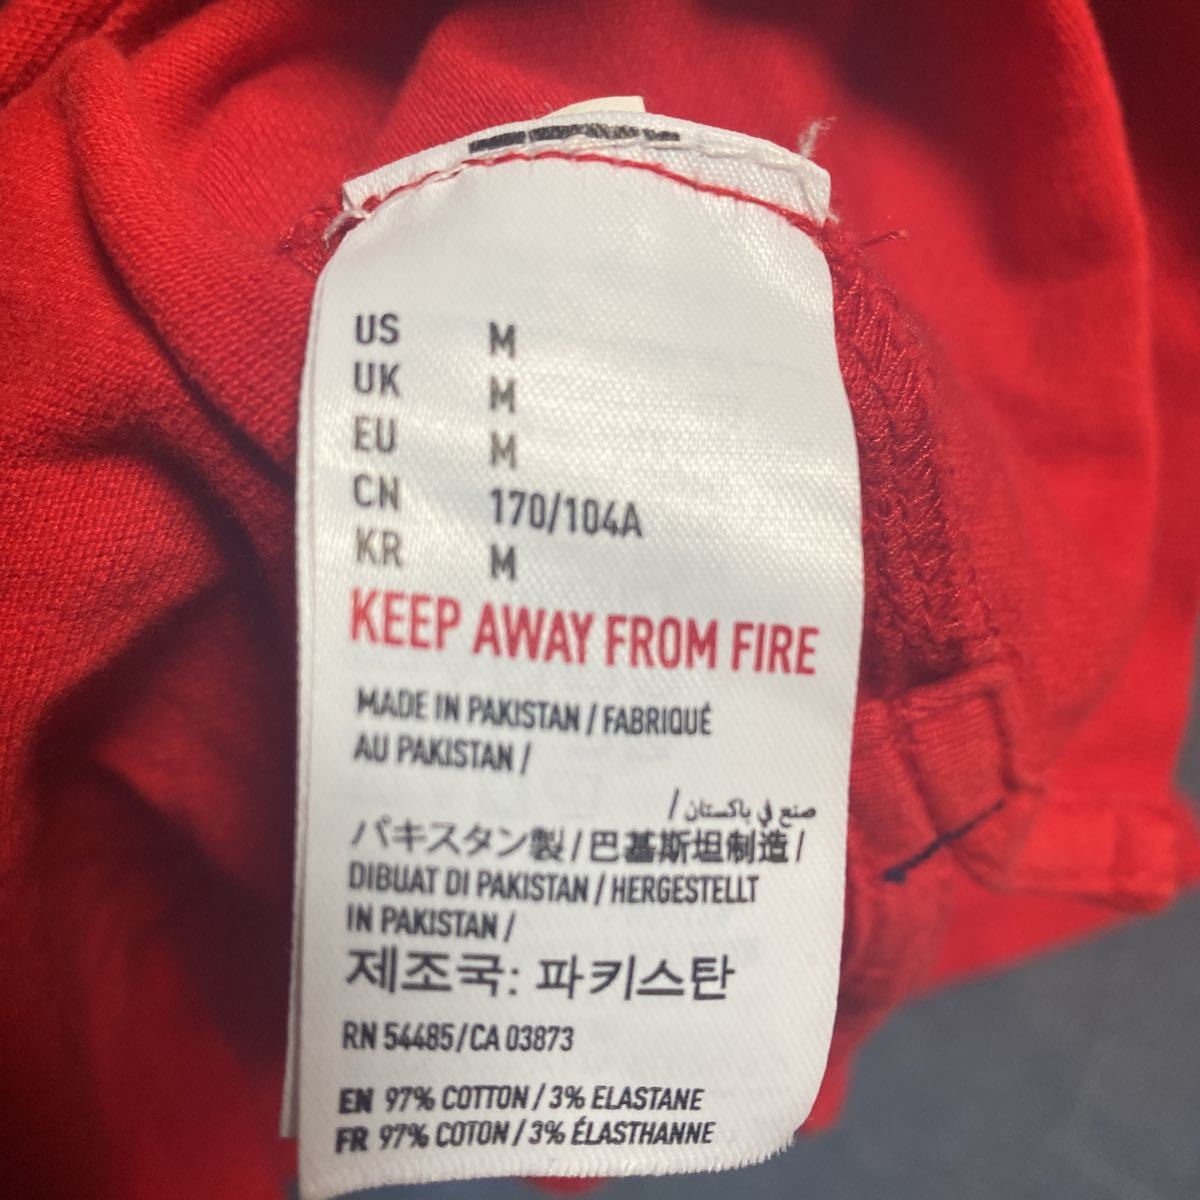 US M
UK M
EU M
CN 170/104A
KR M
KEEP AWAY FROM FIRE
MADE IN PAKISTAN / FABRIQUÉ
AU PAKISTAN /
صنع في باكستان /
パキスタン製 / 巴基斯坦制造 /
DIBUAT DI PAKISTAN / HERGESTELLT
IN PAKISTAN /
제조국: 파키스탄
RN 54485 / CA 03873
EN 97% COTTON / 3% ELASTANE
FR 97% COTON / 3% ÉLASTHANNE